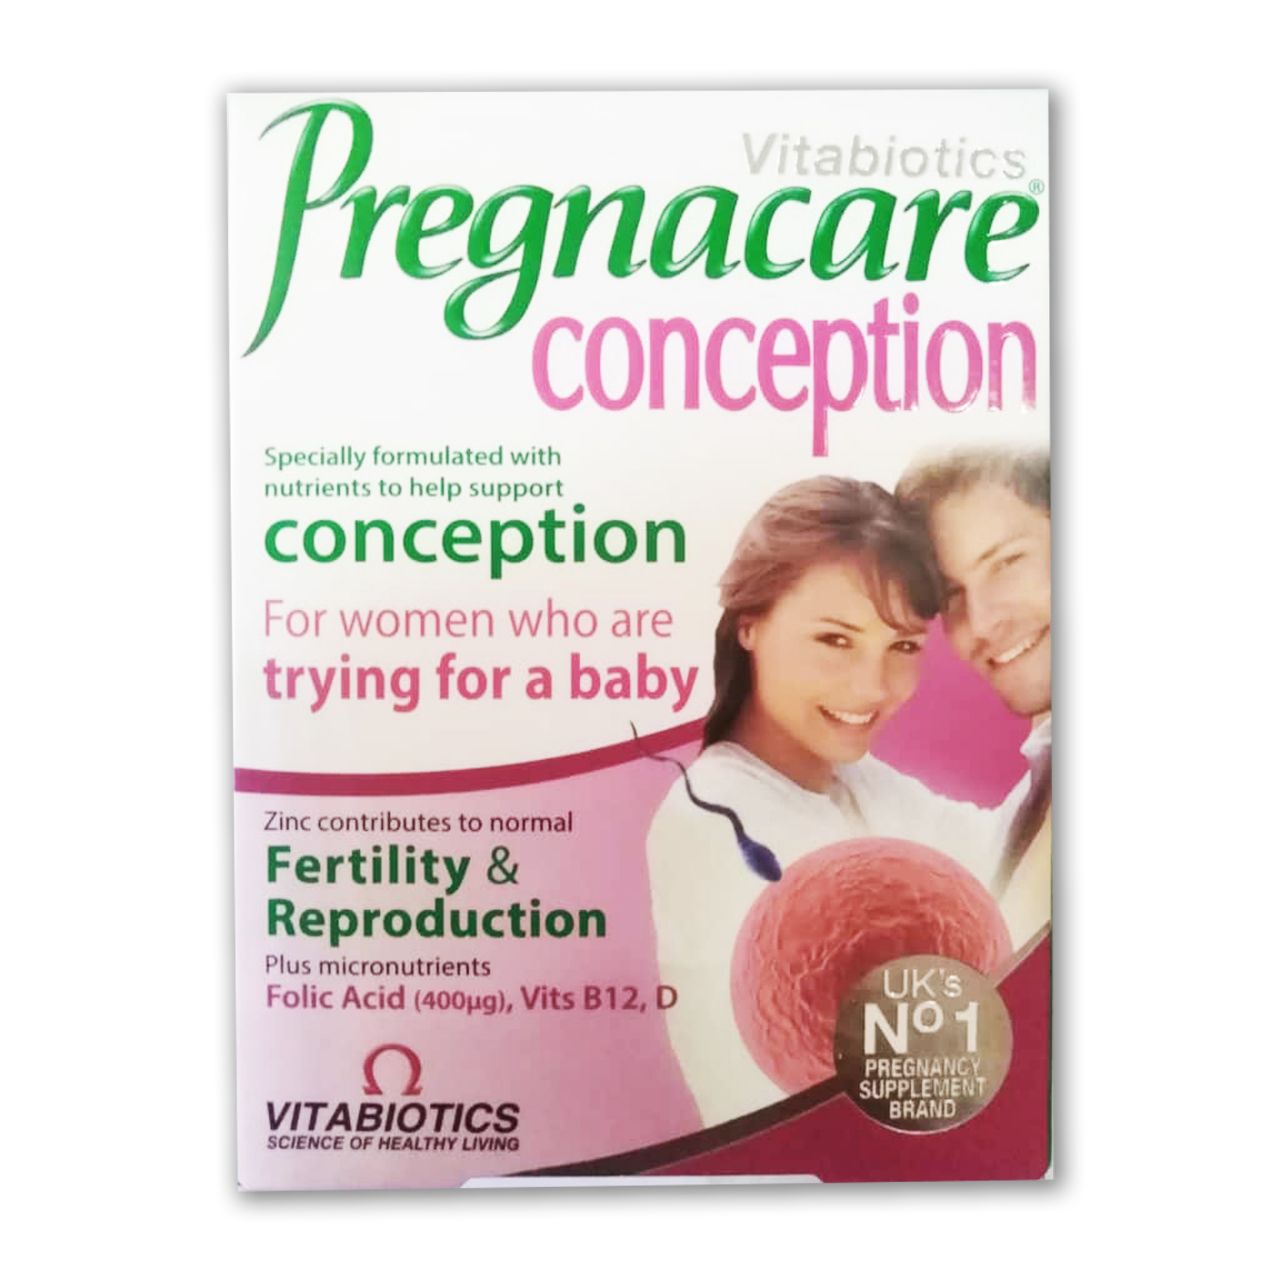 Vitabiotics
Pregnacare®
conception
Specially formulated with
nutrients to help support
conception
For women who are
trying for a baby
Zinc contributes to normal
Fertility &
Reproduction
Plus micronutrients
Folic Acid (400µg), Vits B12, D
UK's
Nº 1
PREGNANCY
SUPPLEMENT
BRAND
VITABIOTICS
SCIENCE OF HEALTHY LIVING